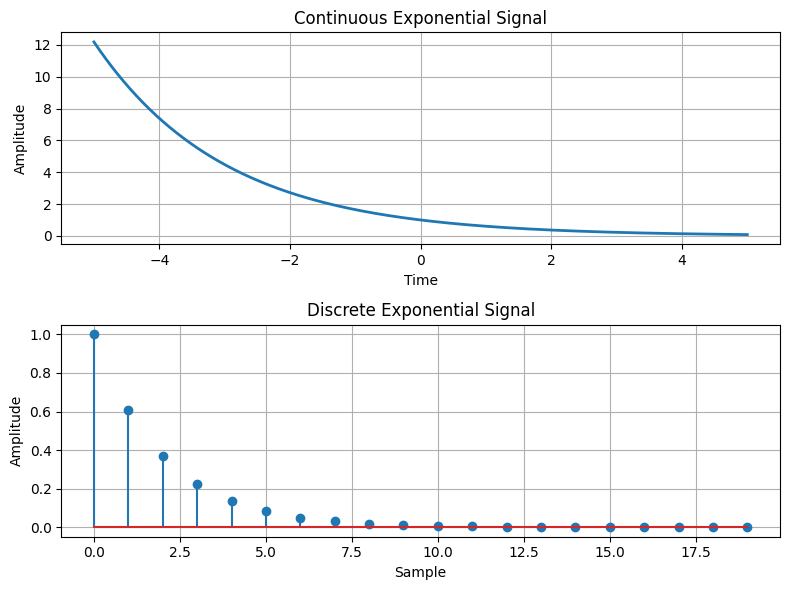 Continuous Exponential Signal
12
10
8
6
4
2
0
Amplitude
−4 −2 0 2 4
Time
Discrete Exponential Signal
1.0
0.8
0.6
0.4
0.2
0.0
Amplitude
0.0 2.5 5.0 7.5 10.0 12.5 15.0 17.5
Sample